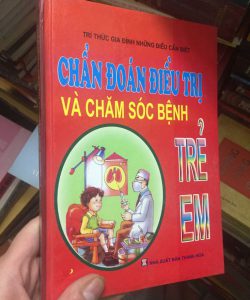 TRI THỨC GIA ĐÌNH NHỮNG ĐIỀU CẦN BIẾT
CHẨN ĐOÁN ĐIỀU TRỊ
VÀ CHĂM SÓC BỆNH
TRẺ
EM
NHÀ XUẤT BẢN THANH HÓA